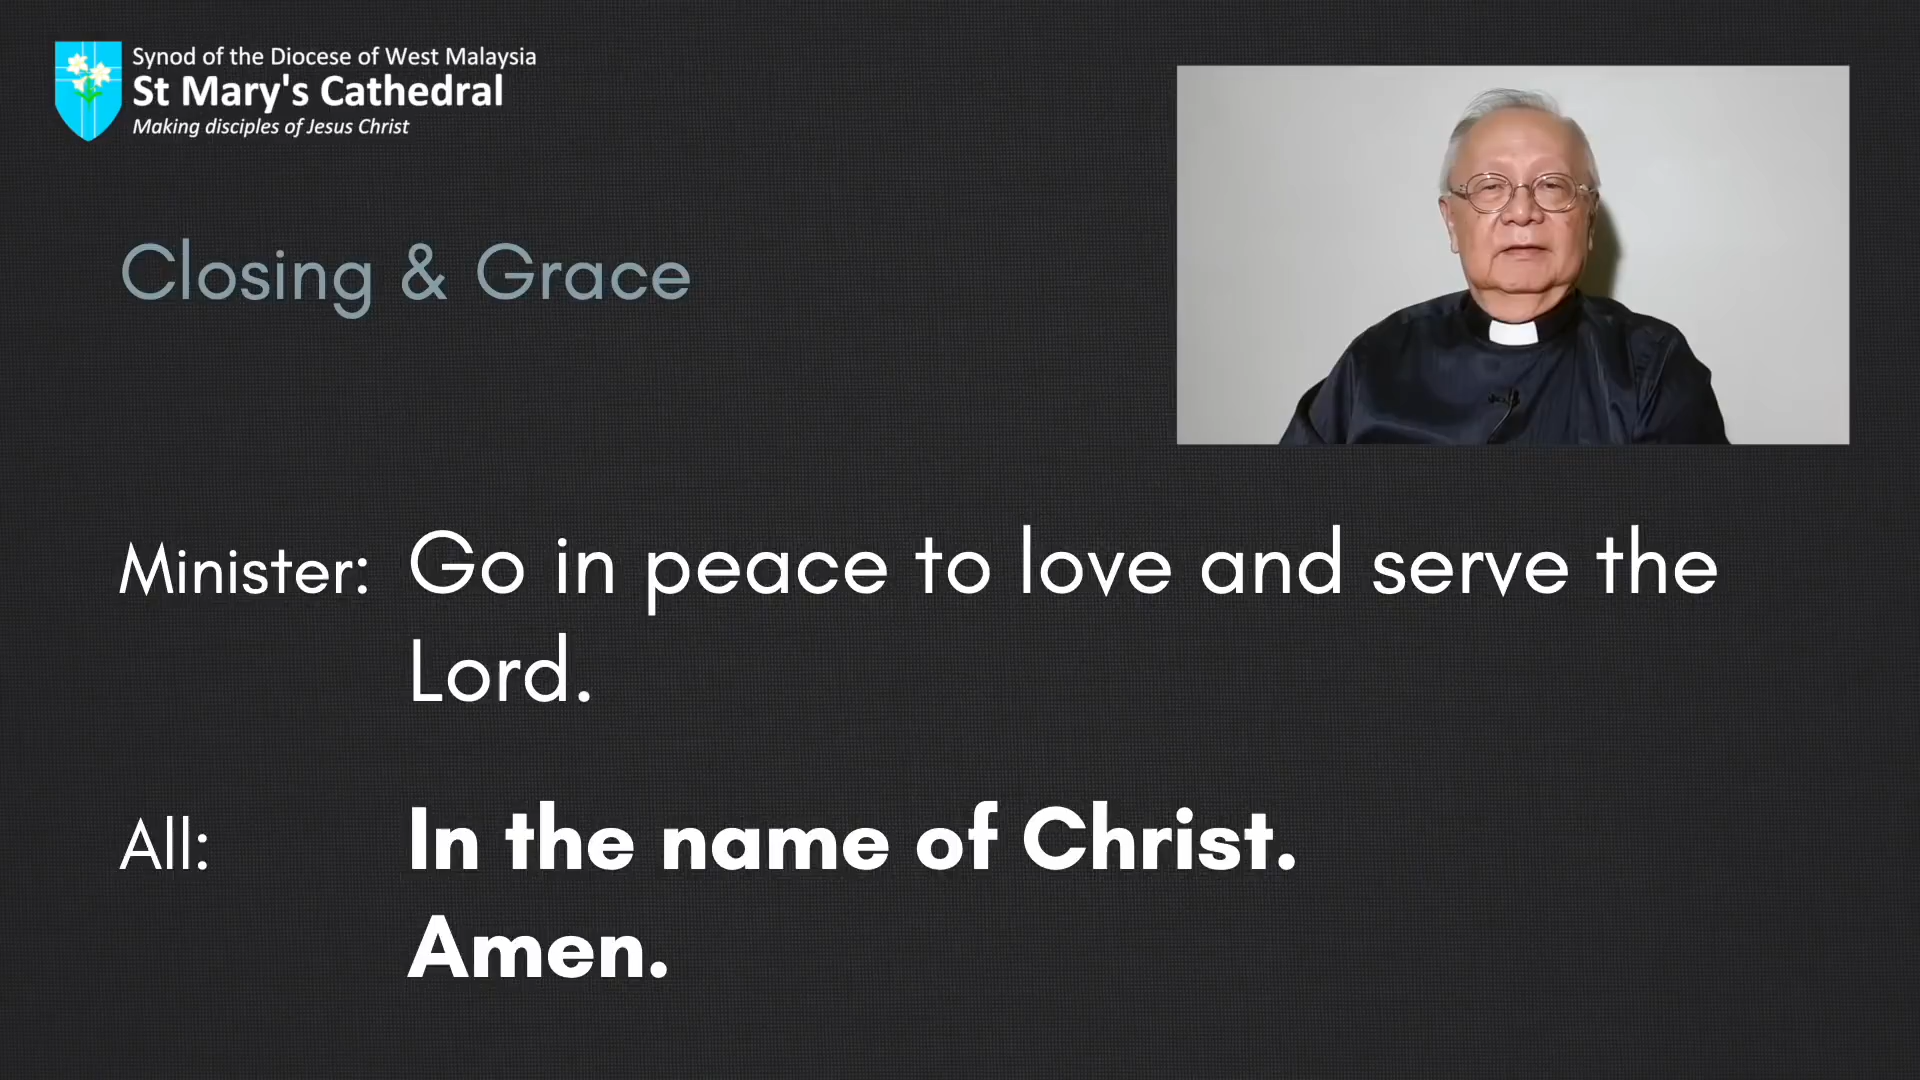 Synod of the Diocese of West Malaysia
St Mary's Cathedral
Making disciples of Jesus Christ
Closing & Grace
Minister: Go in peace to love and serve the
Lord.
All: In the name of Christ.
Amen.